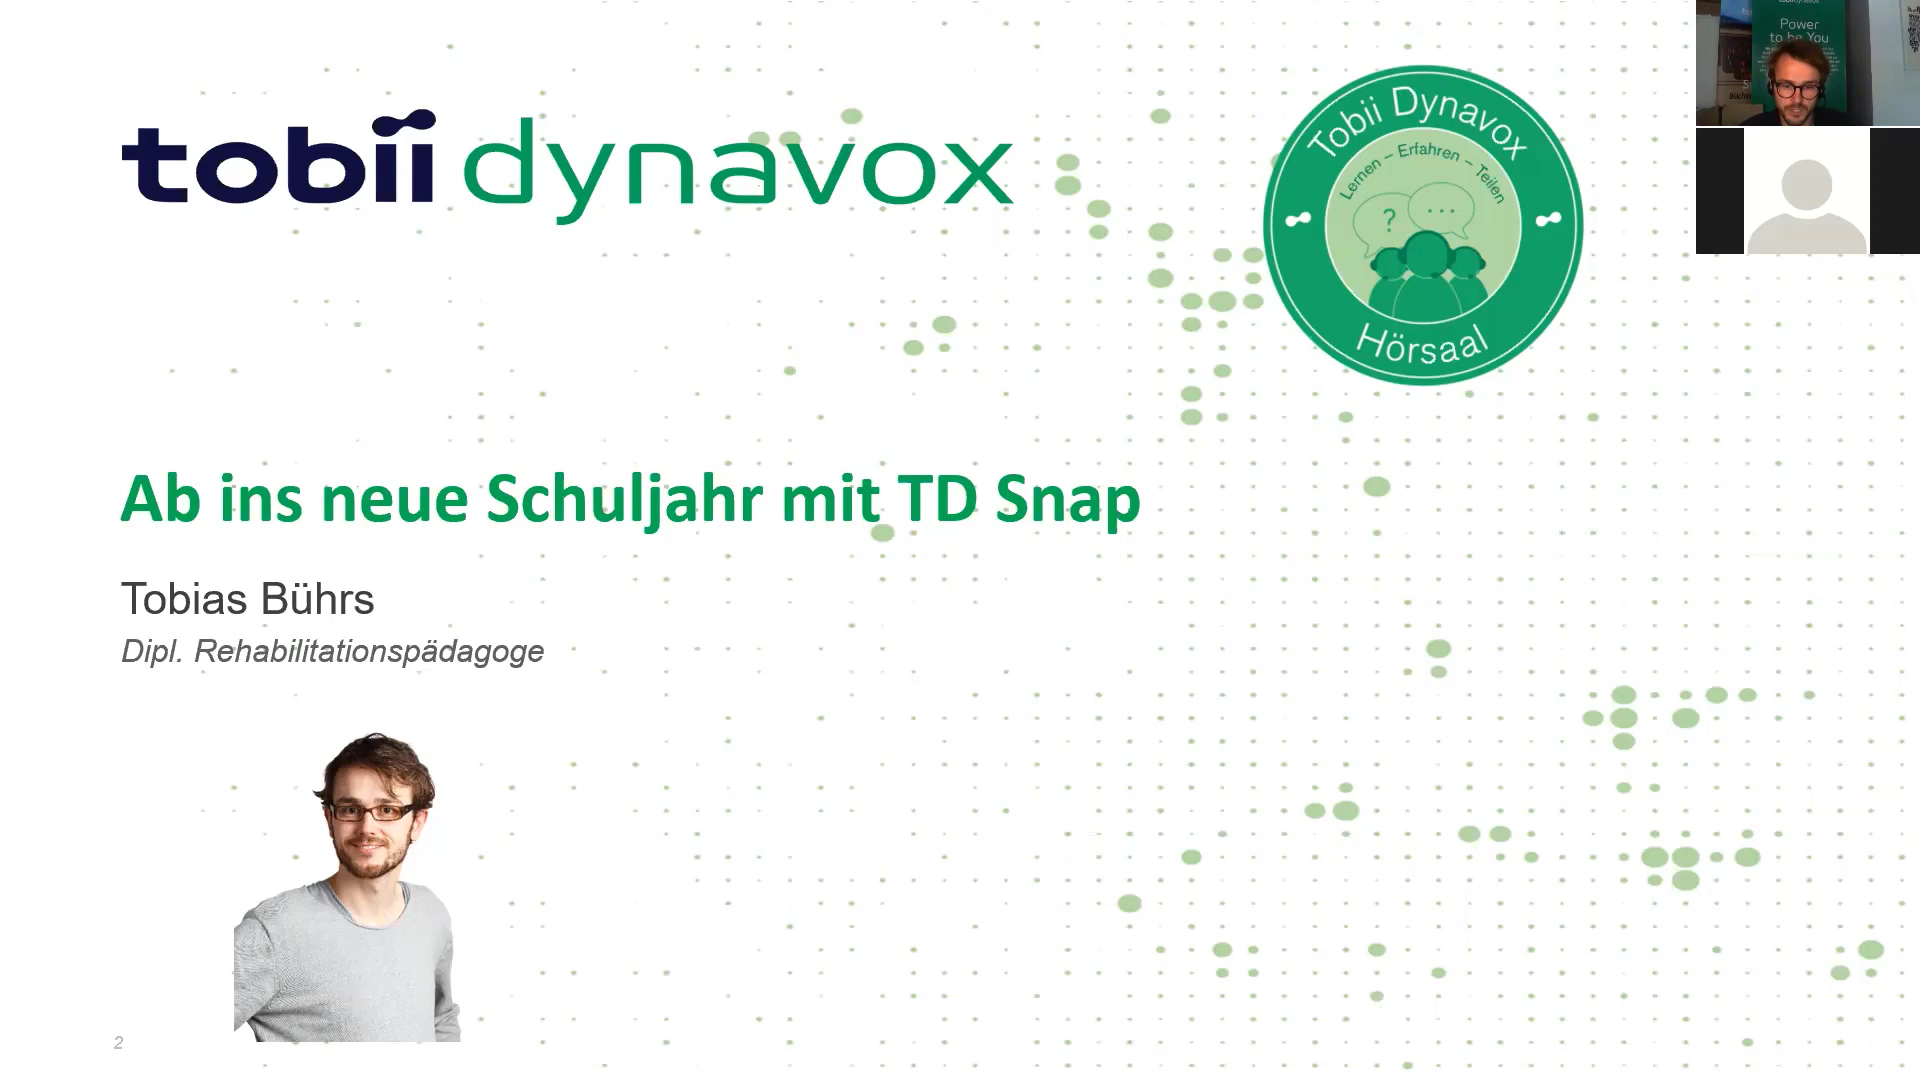 tobii dynavox
Tobii Dynavox
Lernen – Erfahren – Teilen
?
...
Hörsaal
Power
to be You
Ab ins neue Schuljahr mit TD Snap
Tobias Bührs
Dipl. Rehabilitationspädagoge
2